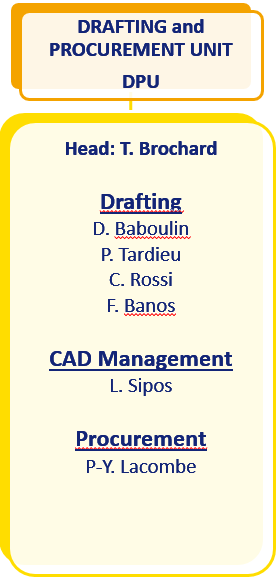 DRAFTING and
PROCUREMENT UNIT
DPU
Head: T. Brochard
Drafting
D. Baboulin
P. Tardieu
C. Rossi
F. Banos
CAD Management
L. Sipos
Procurement
P-Y. Lacombe